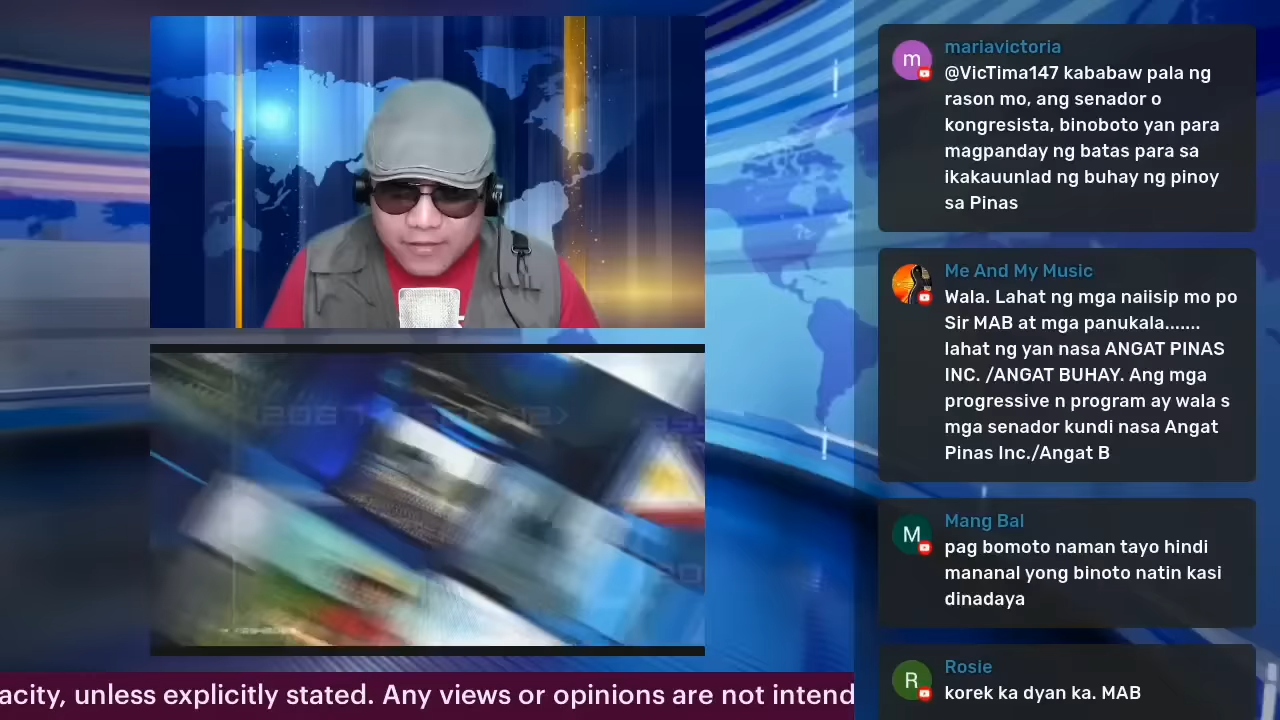 acity, unless explicitly stated. Any views or opinions are not intend
mariavictoria
@VicTima147 kababaw pala ng
rason mo, ang senador o
kongresista, binoboto yan para
magpanday ng batas para sa
ikakauunlad ng buhay ng pinoy
sa Pinas
Me And My Music
Wala. Lahat ng mga naiisip mo po
Sir MAB at mga panukala.......
lahat ng yan nasa ANGAT PINAS
INC. /ANGAT BUHAY. Ang mga
progressive n program ay wala s
mga senador kundi nasa Angat
Pinas Inc./Angat B
Mang Bal
pag bomoto naman tayo hindi
mananal yong binoto natin kasi
dinadaya
Rosie
korek ka dyan ka. MAB